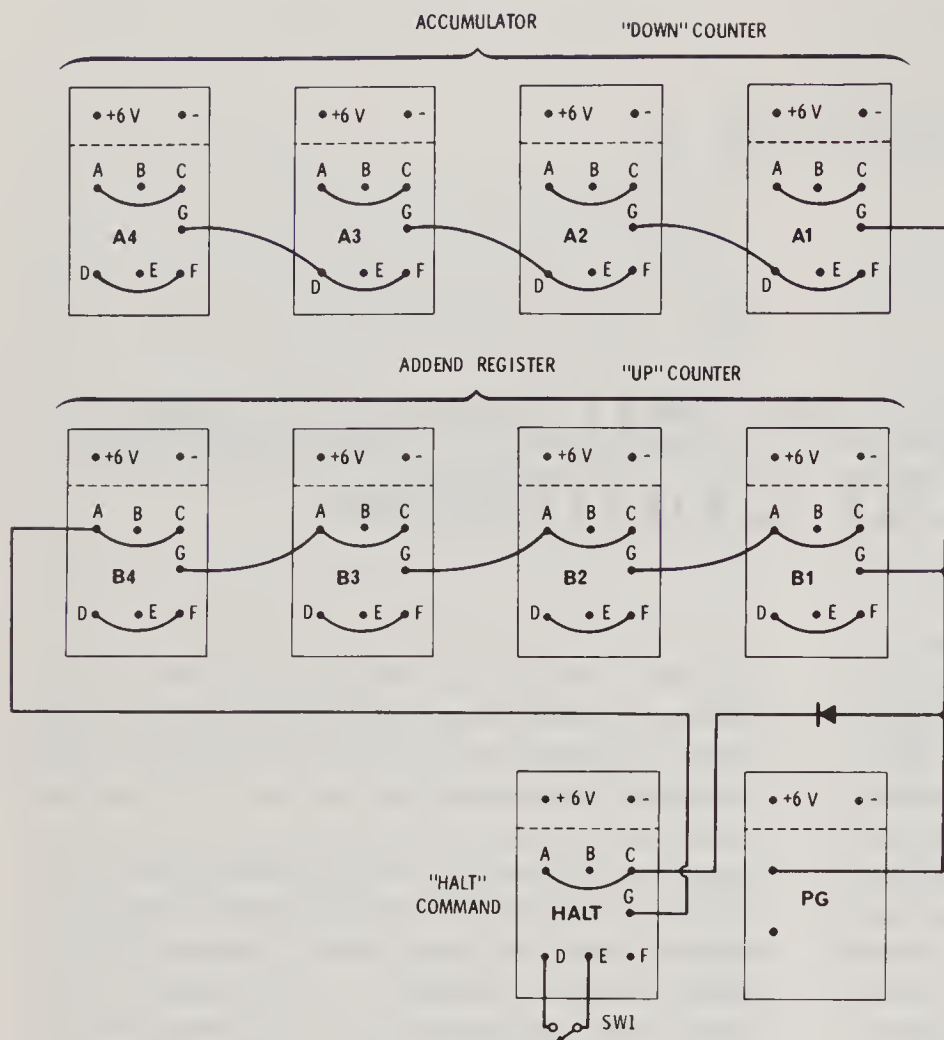 ACCUMULATOR "DOWN" COUNTER
+6 V - +6 V - +6 V - +6 V -
A B C A B C A B C A B C
G G G G
A4 A3 A2 A1
D E F D E F D E F D E F
ADDEND REGISTER "UP" COUNTER
+6 V - +6 V - +6 V - +6 V -
A B C A B C A B C A B C
G G G G
B4 B3 B2 B1
D E F D E F D E F D E F
+ 6 V - +6 V -
A B C
"HALT"
COMMAND
G
HALT PG
D E F
SW1